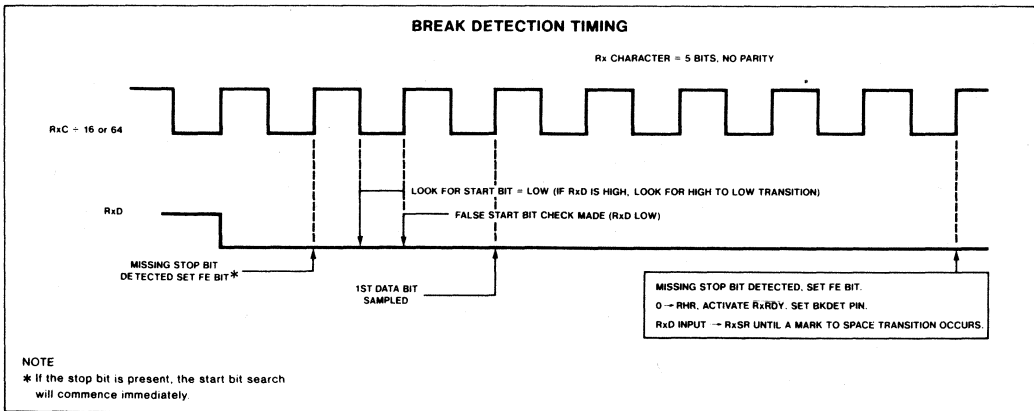 BREAK DETECTION TIMING
Rx CHARACTER = 5 BITS, NO PARITY
RxC ÷ 16 or 64
LOOK FOR START BIT = LOW (IF RxD IS HIGH, LOOK FOR HIGH TO LOW TRANSITION)
RxD
FALSE START BIT CHECK MADE (RxD LOW)
MISSING STOP BIT
DETECTED SET FE BIT*
1ST DATA BIT
SAMPLED
MISSING STOP BIT DETECTED, SET FE BIT.
0 → RHR, ACTIVATE R̅x̅R̅D̅Y̅. SET BKDET PIN.
RxD INPUT → RxSR UNTIL A MARK TO SPACE TRANSITION OCCURS.
NOTE
* If the stop bit is present, the start bit search
will commence immediately.